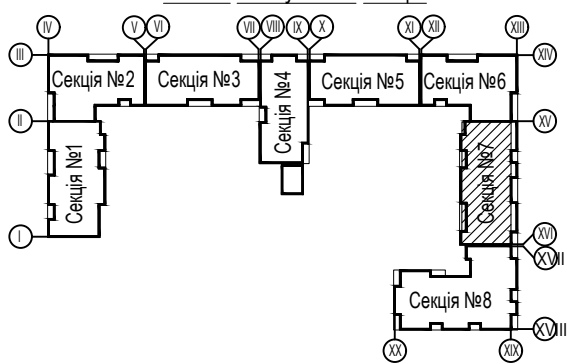 IV V VI VII VIII IX X XI XII XIII
III XIV
Секція №2 Секція №3 Секція №4 Секція №5 Секція №6
II XV
Секція №1 Секція №7
I XVI
XVII
Секція №8
XVIII
XX XIX